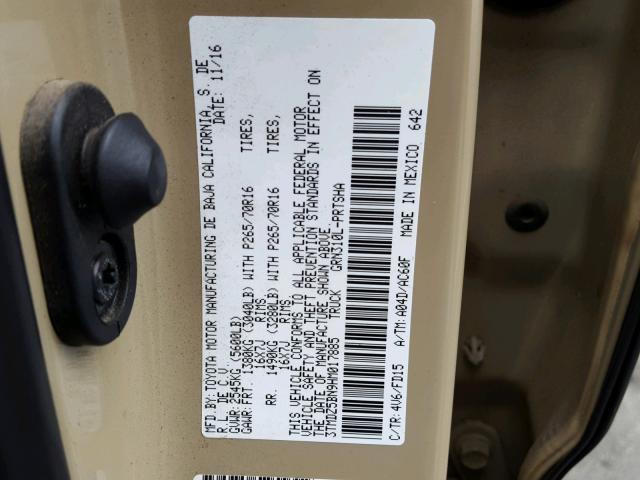 MFD.BY: TOYOTA MOTOR MANUFACTURING DE BAJA CALIFORNIA, S. DE
R. L. DE C. V. DATE: 11/16
GVWR: 2545KG (5600LB)
GAWR: FRT. 1380KG (3040LB) WITH P265/70R16 TIRES,
16X7J RIMS,
RR. 1490KG (3280LB) WITH P265/70R16 TIRES,
16X7J RIMS.
THIS VEHICLE CONFORMS TO ALL APPLICABLE FEDERAL MOTOR
VEHICLE SAFETY AND THEFT PREVENTION STANDARDS IN EFFECT ON
THE DATE OF MANUFACTURE SHOWN ABOVE.
3TMDZ5BN9HM017885 TRUCK GRN310L-PRTSHA
C/TR: 4V6/FD15 A/TM: A04D/AC60F MADE IN MEXICO 642